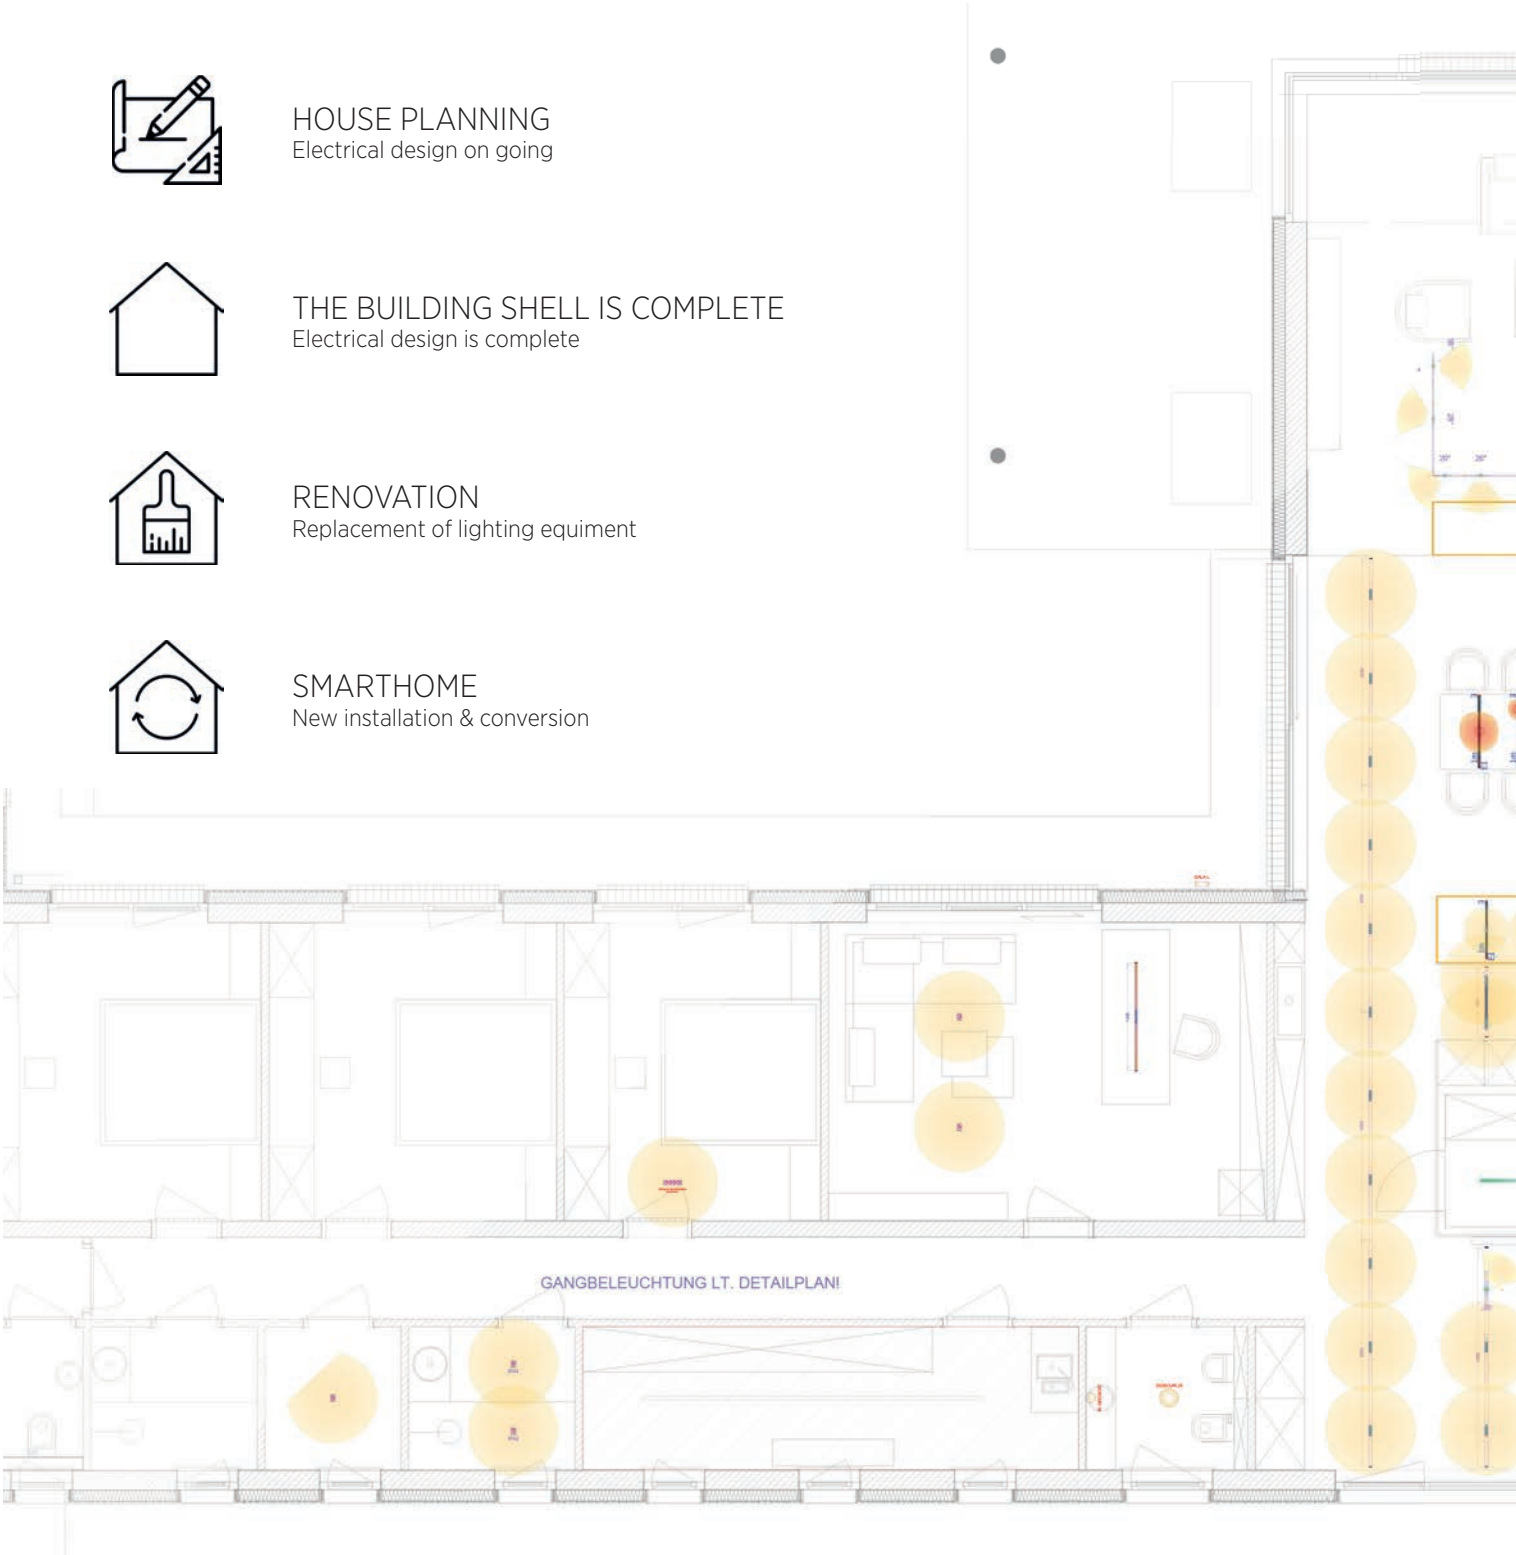 HOUSE PLANNING
Electrical design on going
THE BUILDING SHELL IS COMPLETE
Electrical design is complete
RENOVATION
Replacement of lighting equiment
SMARTHOME
New installation & conversion
GANGBELEUCHTUNG LT. DETAILPLAN!